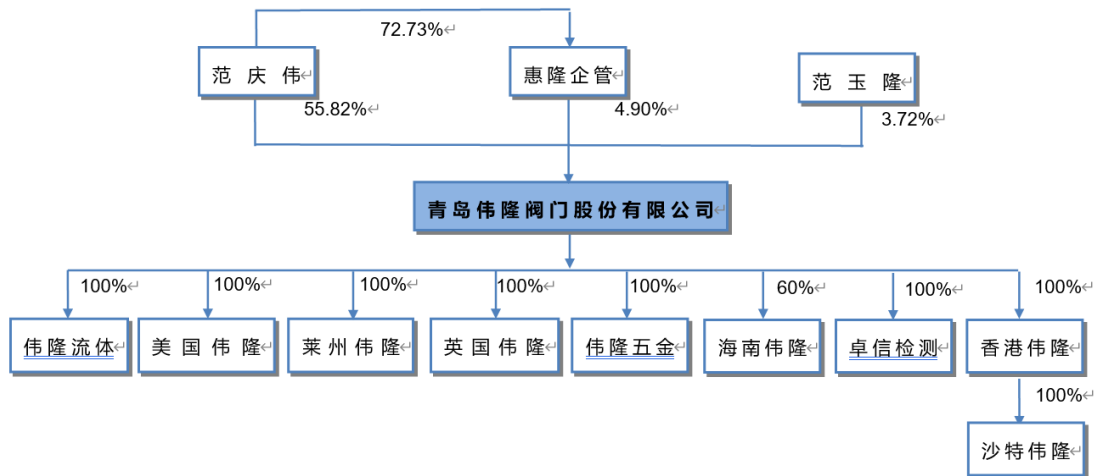 72.73%
范庆伟
惠隆企管
范玉隆
55.82%
4.90%
3.72%
青岛伟隆阀门股份有限公司
100%
100%
100%
100%
100%
60%
100%
100%
伟隆流体
美国伟隆
莱州伟隆
英国伟隆
伟隆五金
海南伟隆
卓信检测
香港伟隆
100%
沙特伟隆